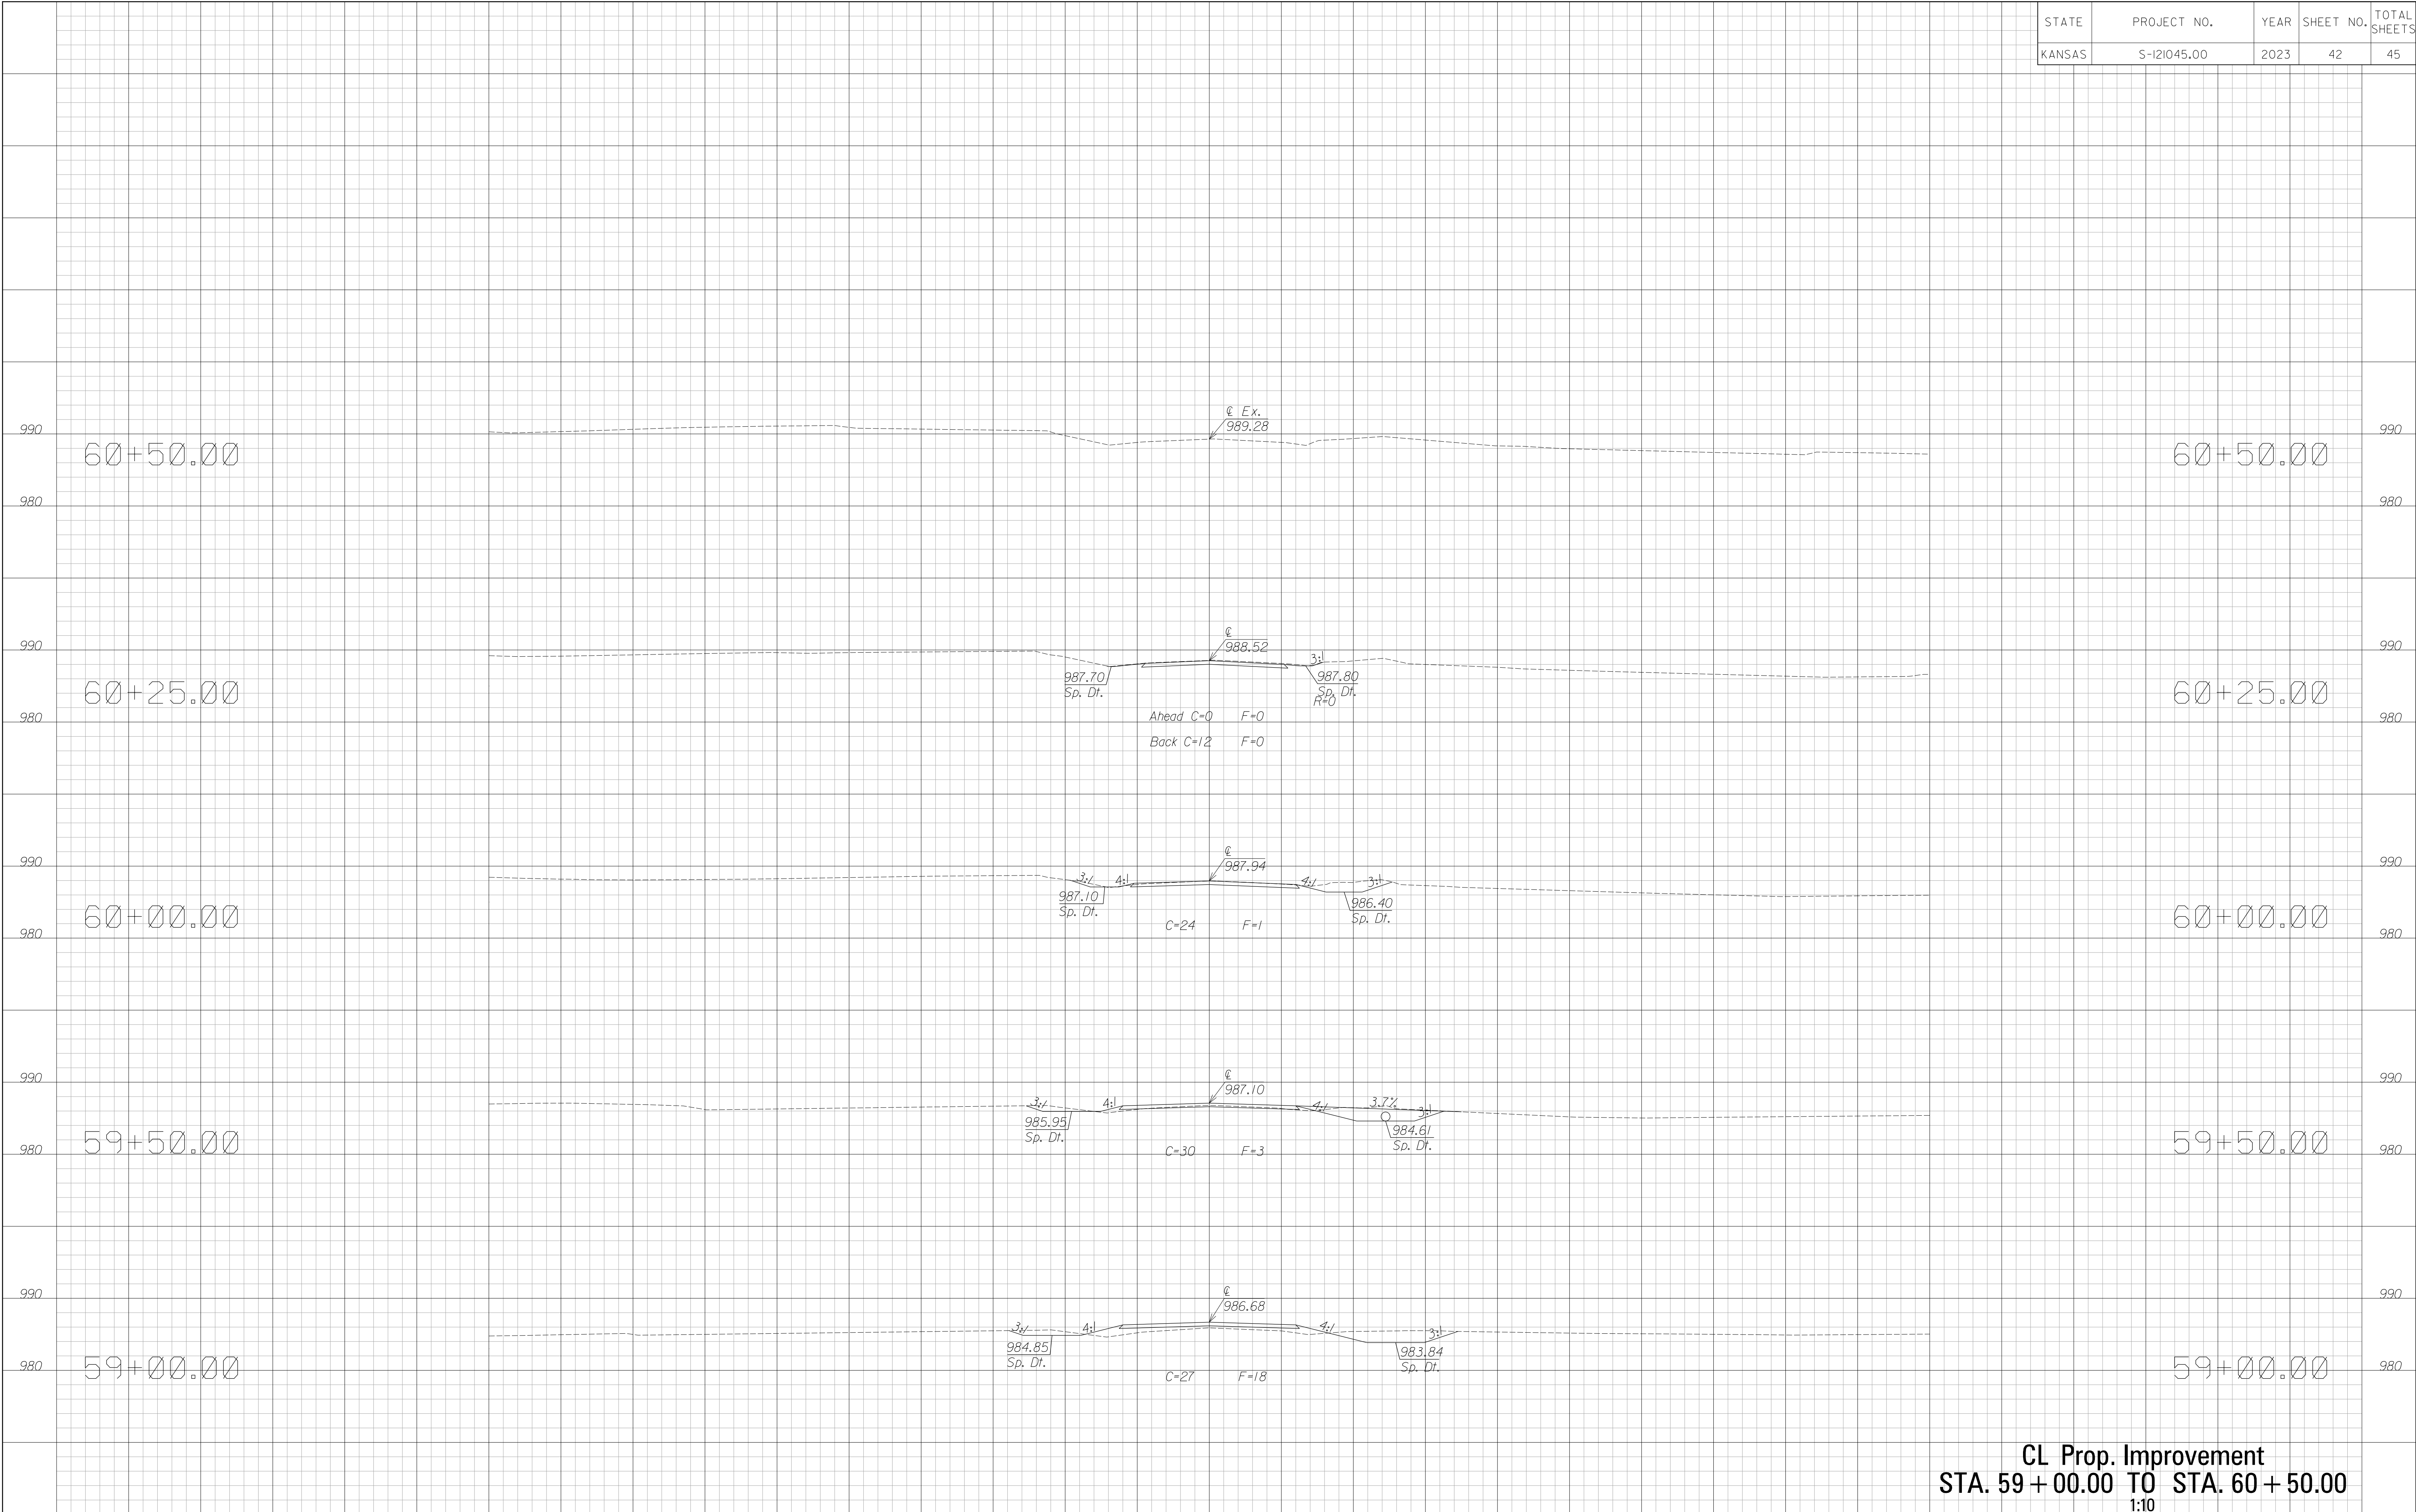 STATE PROJECT NO. YEAR SHEET NO. TOTAL SHEETS
KANSAS S-121045.00 2023 42 45
℄ Ex.
989.28
990 990
60+50.00 60+50.00
980 980
℄
988.52
990 990
3:1
987.70 987.80
Sp. Dt. Sp. Dt.
R=0
60+25.00 60+25.00
Ahead C=0 F=0
980 980
Back C=12 F=0
℄
987.94
990 990
3:1 4:1 4:1 3:1
987.10 986.40
Sp. Dt. Sp. Dt.
60+00.00 60+00.00
C=24 F=1
980 980
℄
987.10
990 990
3:1 4:1 4:1 3.7% 3:1
985.95 984.61
Sp. Dt. Sp. Dt.
59+50.00 59+50.00
C=30 F=3
980 980
℄
986.68
990 990
3:1 4:1 4:1 3:1
984.85 983.84
Sp. Dt. Sp. Dt.
980 59+00.00 59+00.00 980
C=27 F=18
CL Prop. Improvement
STA. 59+00.00 TO STA. 60+50.00
1:10